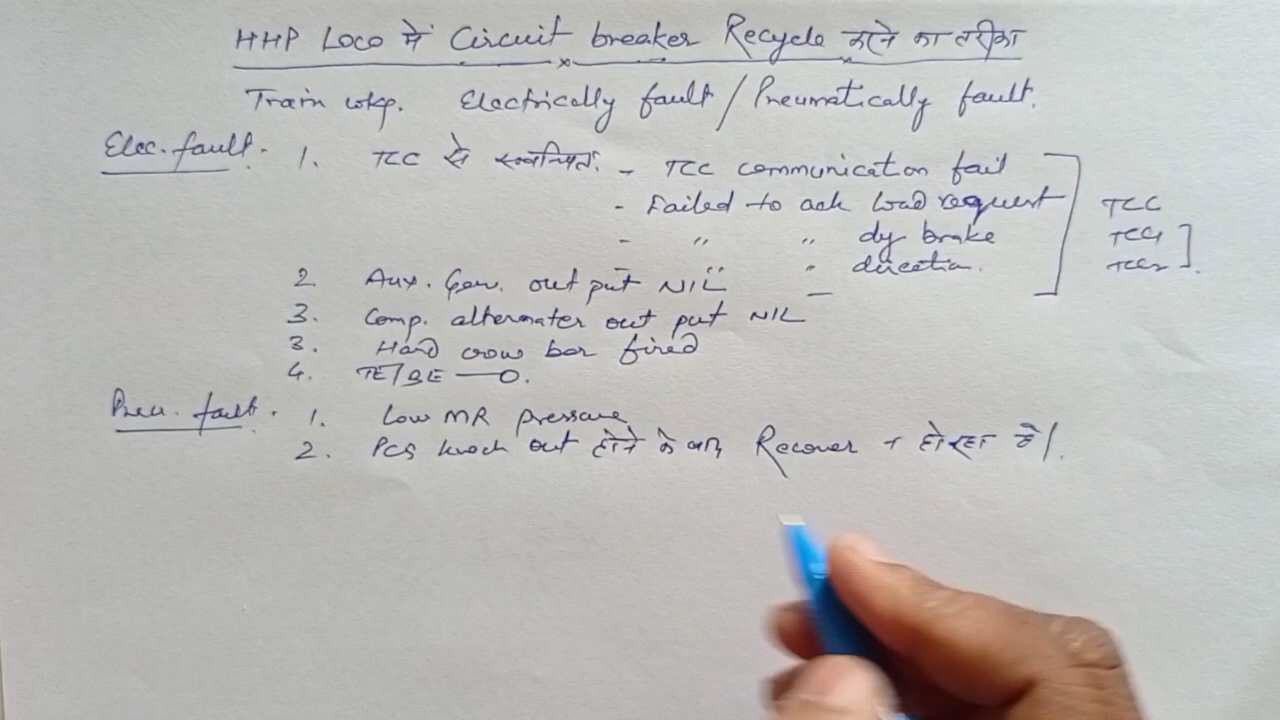 HHP Loco में Circuit breaker Recycle करने का तरीका
Train wkg. Electrically fault / Pneumatically fault.
Elec. fault. 1. TCC से सम्बन्धित. - TCC communication fail
- Failed to ack load request TCC
- " " dy brake TCC1
" " direction. TCC2
2 Aux. Gen. out put NIL
3. Comp. alternater out put NIL
3. Hard crow bar fired
4. TE/BE — 0.
Pneu. fault. 1. Low MR pressure
2. PCS knock out होने के बाद Recover न हो रहा हो।